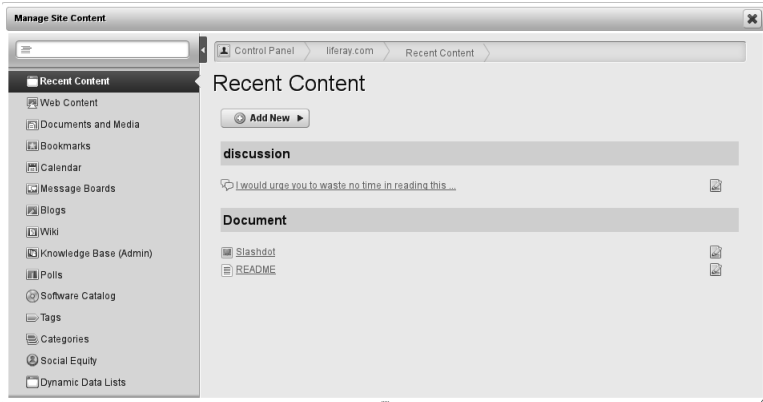 Manage Site Content
Control Panel liferay.com Recent Content
Recent Content
Web Content
Documents and Media
Bookmarks
Calendar
Message Boards
Blogs
Wiki
Knowledge Base (Admin)
Polls
Software Catalog
Tags
Categories
Social Equity
Dynamic Data Lists
Recent Content
Add New
discussion
I would urge you to waste no time in reading this ...
Document
Slashdot
README